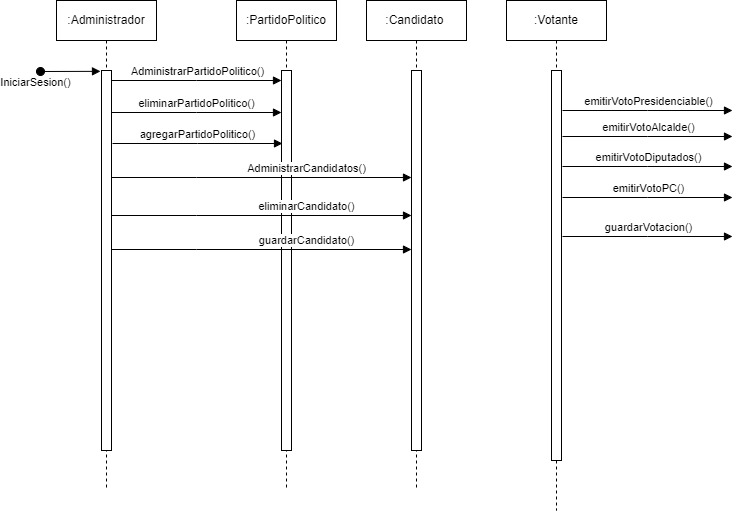 :Administrador
:PartidoPolitico
:Candidato
:Votante
IniciarSesion()
AdministrarPartidoPolitico()
eliminarPartidoPolitico()
agregarPartidoPolitico()
AdministrarCandidatos()
eliminarCandidato()
guardarCandidato()
emitirVotoPresidenciable()
emitirVotoAlcalde()
emitirVotoDiputados()
emitirVotoPC()
guardarVotacion()